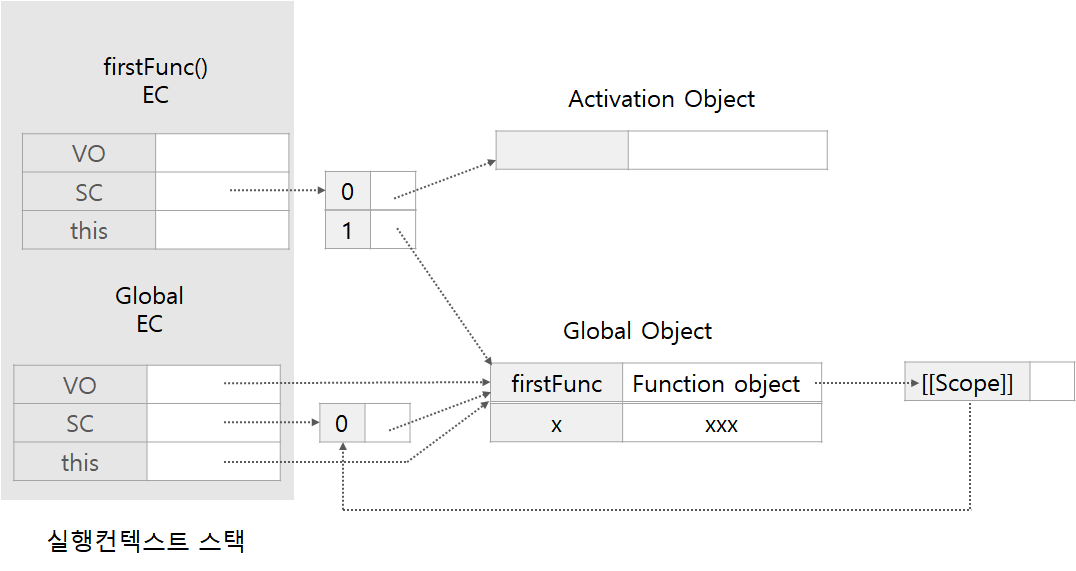 firstFunc()
EC
VO
SC
this
0
1
Activation Object
Global
EC
VO
SC
this
0
Global Object
firstFunc Function object
x xxx
[[Scope]]
실행컨텍스트 스택